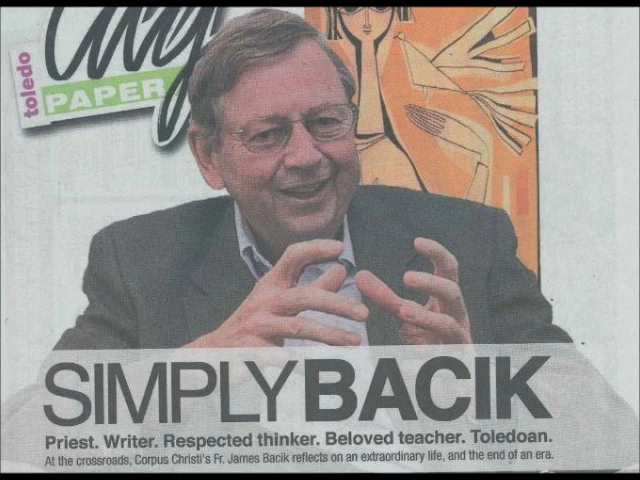 toledo
city
PAPER
SIMPLYBACIK
Priest. Writer. Respected thinker. Beloved teacher. Toledoan.
At the crossroads, Corpus Christi's Fr. James Bacik reflects on an extraordinary life, and the end of an era.